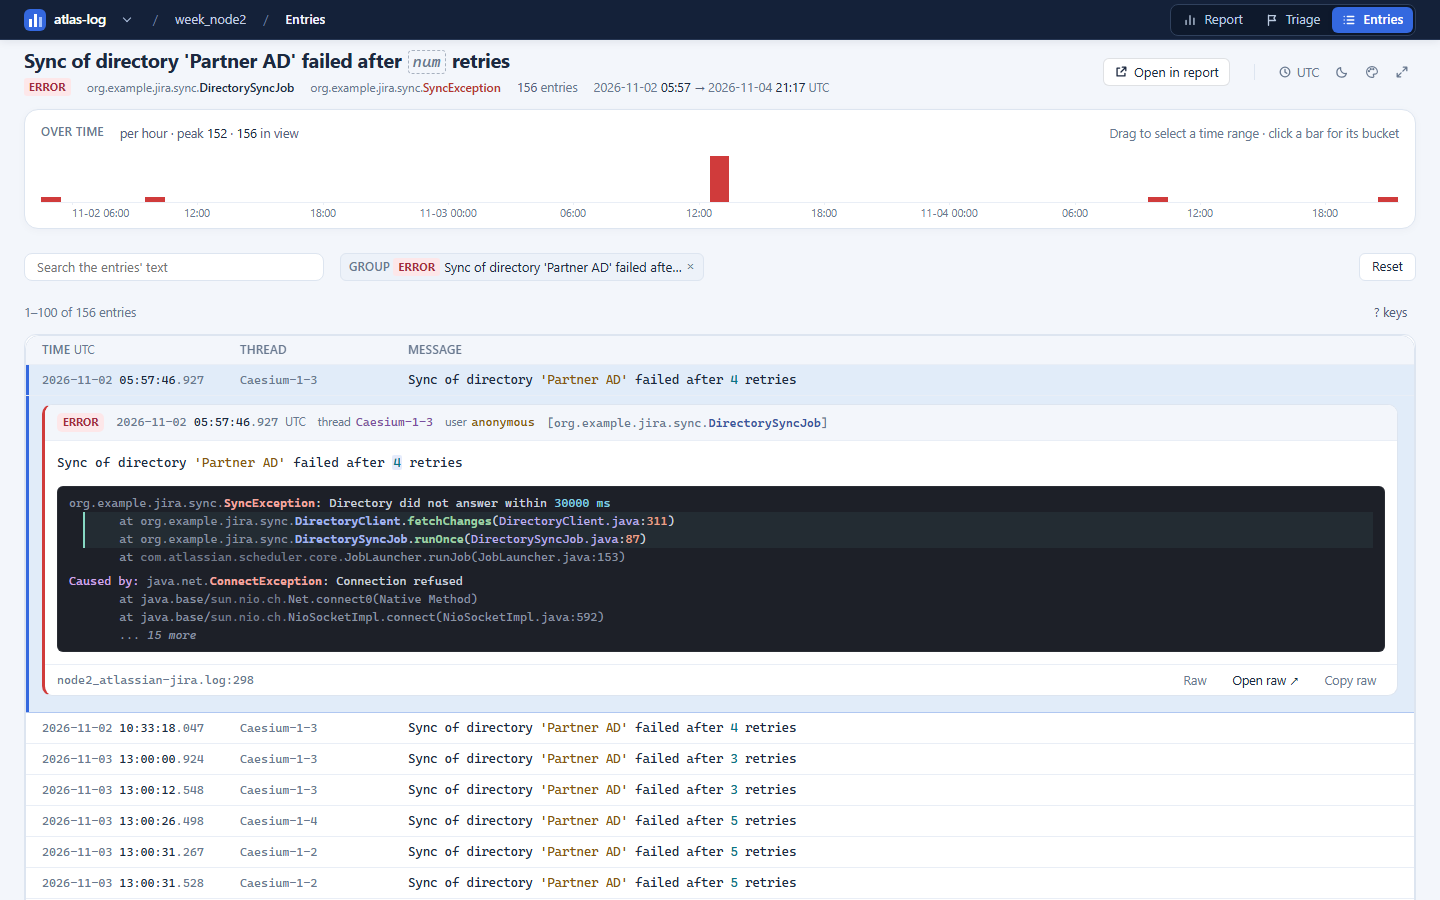 atlas-log / week_node2 / Entries Report Triage Entries
Sync of directory 'Partner AD' failed after num retries
Open in report UTC
ERROR org.example.jira.sync.DirectorySyncJob org.example.jira.sync.SyncException 156 entries 2026-11-02 05:57 → 2026-11-04 21:17 UTC
OVER TIME per hour · peak 152 · 156 in view Drag to select a time range · click a bar for its bucket
11-02 06:00 12:00 18:00 11-03 00:00 06:00 12:00 18:00 11-04 00:00 06:00 12:00 18:00
Search the entries' text GROUP ERROR Sync of directory 'Partner AD' failed afte... × Reset
1–100 of 156 entries ? keys
TIME UTC THREAD MESSAGE
2026-11-02 05:57:46.927 Caesium-1-3 Sync of directory 'Partner AD' failed after 4 retries
ERROR 2026-11-02 05:57:46.927 UTC thread Caesium-1-3 user anonymous [org.example.jira.sync.DirectorySyncJob]
Sync of directory 'Partner AD' failed after 4 retries
org.example.jira.sync.SyncException: Directory did not answer within 30000 ms
at org.example.jira.sync.DirectoryClient.fetchChanges(DirectoryClient.java:311)
at org.example.jira.sync.DirectorySyncJob.runOnce(DirectorySyncJob.java:87)
at com.atlassian.scheduler.core.JobLauncher.runJob(JobLauncher.java:153)
Caused by: java.net.ConnectException: Connection refused
at java.base/sun.nio.ch.Net.connect0(Native Method)
at java.base/sun.nio.ch.NioSocketImpl.connect(NioSocketImpl.java:592)
... 15 more
node2_atlassian-jira.log:298 Raw Open raw ↗ Copy raw
2026-11-02 10:33:18.047 Caesium-1-3 Sync of directory 'Partner AD' failed after 4 retries
2026-11-03 13:00:00.924 Caesium-1-3 Sync of directory 'Partner AD' failed after 3 retries
2026-11-03 13:00:12.548 Caesium-1-3 Sync of directory 'Partner AD' failed after 3 retries
2026-11-03 13:00:26.498 Caesium-1-4 Sync of directory 'Partner AD' failed after 5 retries
2026-11-03 13:00:31.267 Caesium-1-2 Sync of directory 'Partner AD' failed after 5 retries
2026-11-03 13:00:31.528 Caesium-1-2 Sync of directory 'Partner AD' failed after 5 retries